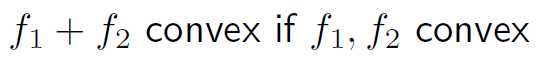 f₁ + f₂ convex if f₁, f₂ convex